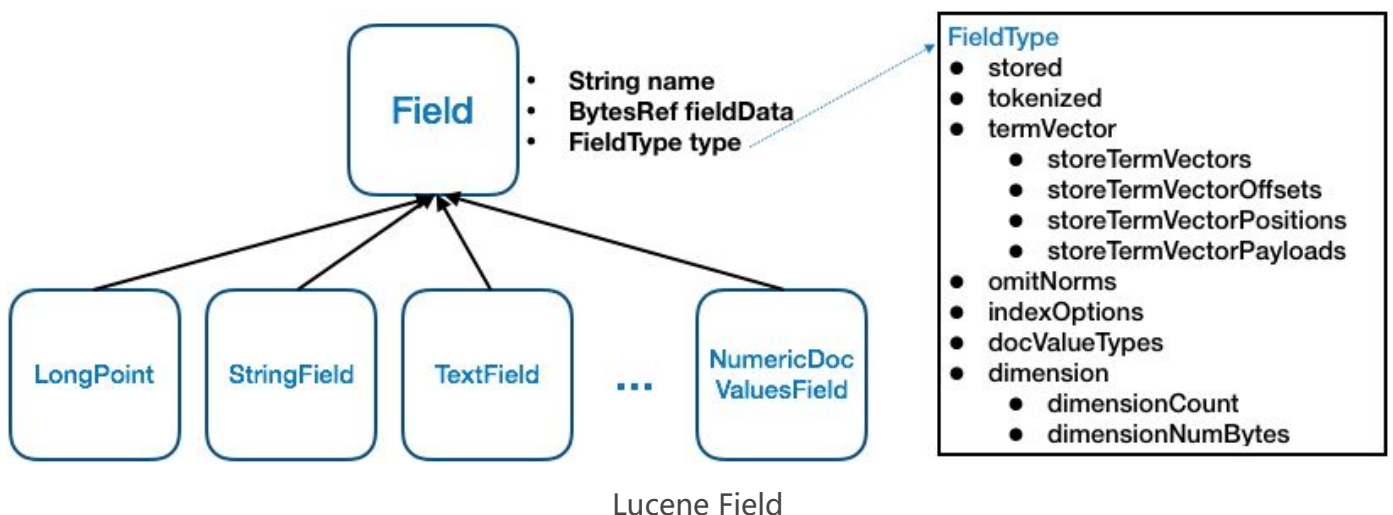 Field
• String name
• BytesRef fieldData
• FieldType type
LongPoint
StringField
TextField
...
NumericDoc
ValuesField
FieldType
● stored
● tokenized
● termVector
● storeTermVectors
● storeTermVectorOffsets
● storeTermVectorPositions
● storeTermVectorPayloads
● omitNorms
● indexOptions
● docValueTypes
● dimension
● dimensionCount
● dimensionNumBytes
Lucene Field